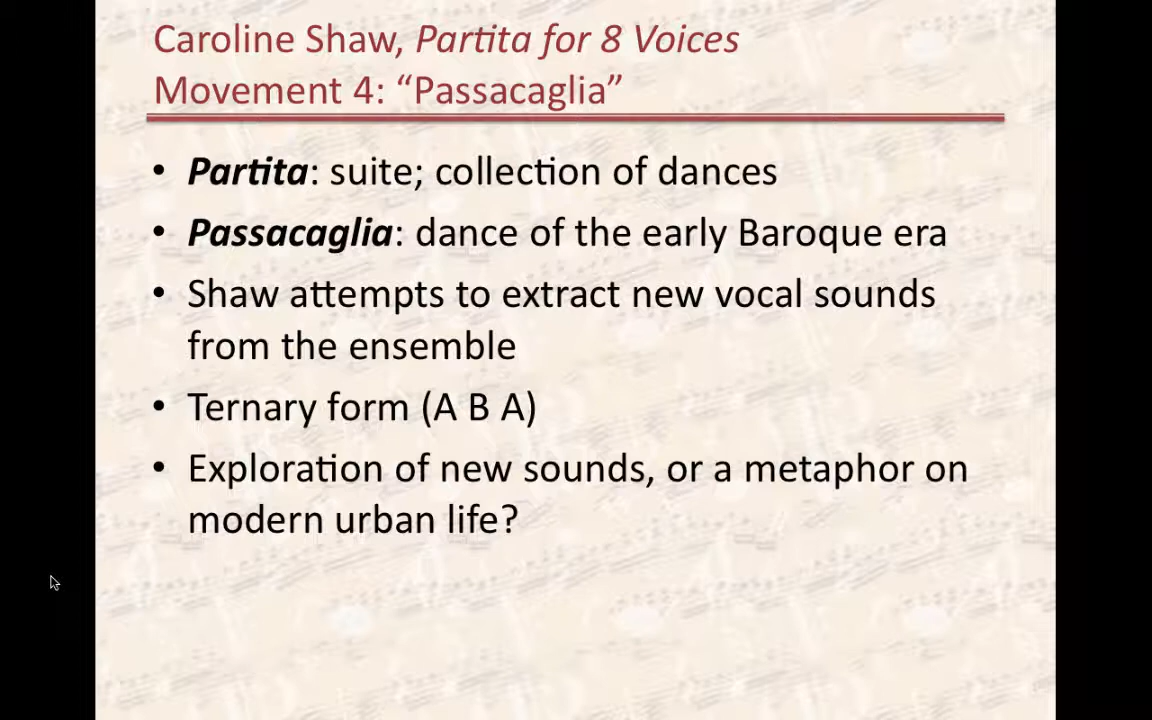 Caroline Shaw, Partita for 8 Voices
Movement 4: “Passacaglia”
• Partita: suite; collection of dances
• Passacaglia: dance of the early Baroque era
• Shaw attempts to extract new vocal sounds
from the ensemble
• Ternary form (A B A)
• Exploration of new sounds, or a metaphor on
modern urban life?